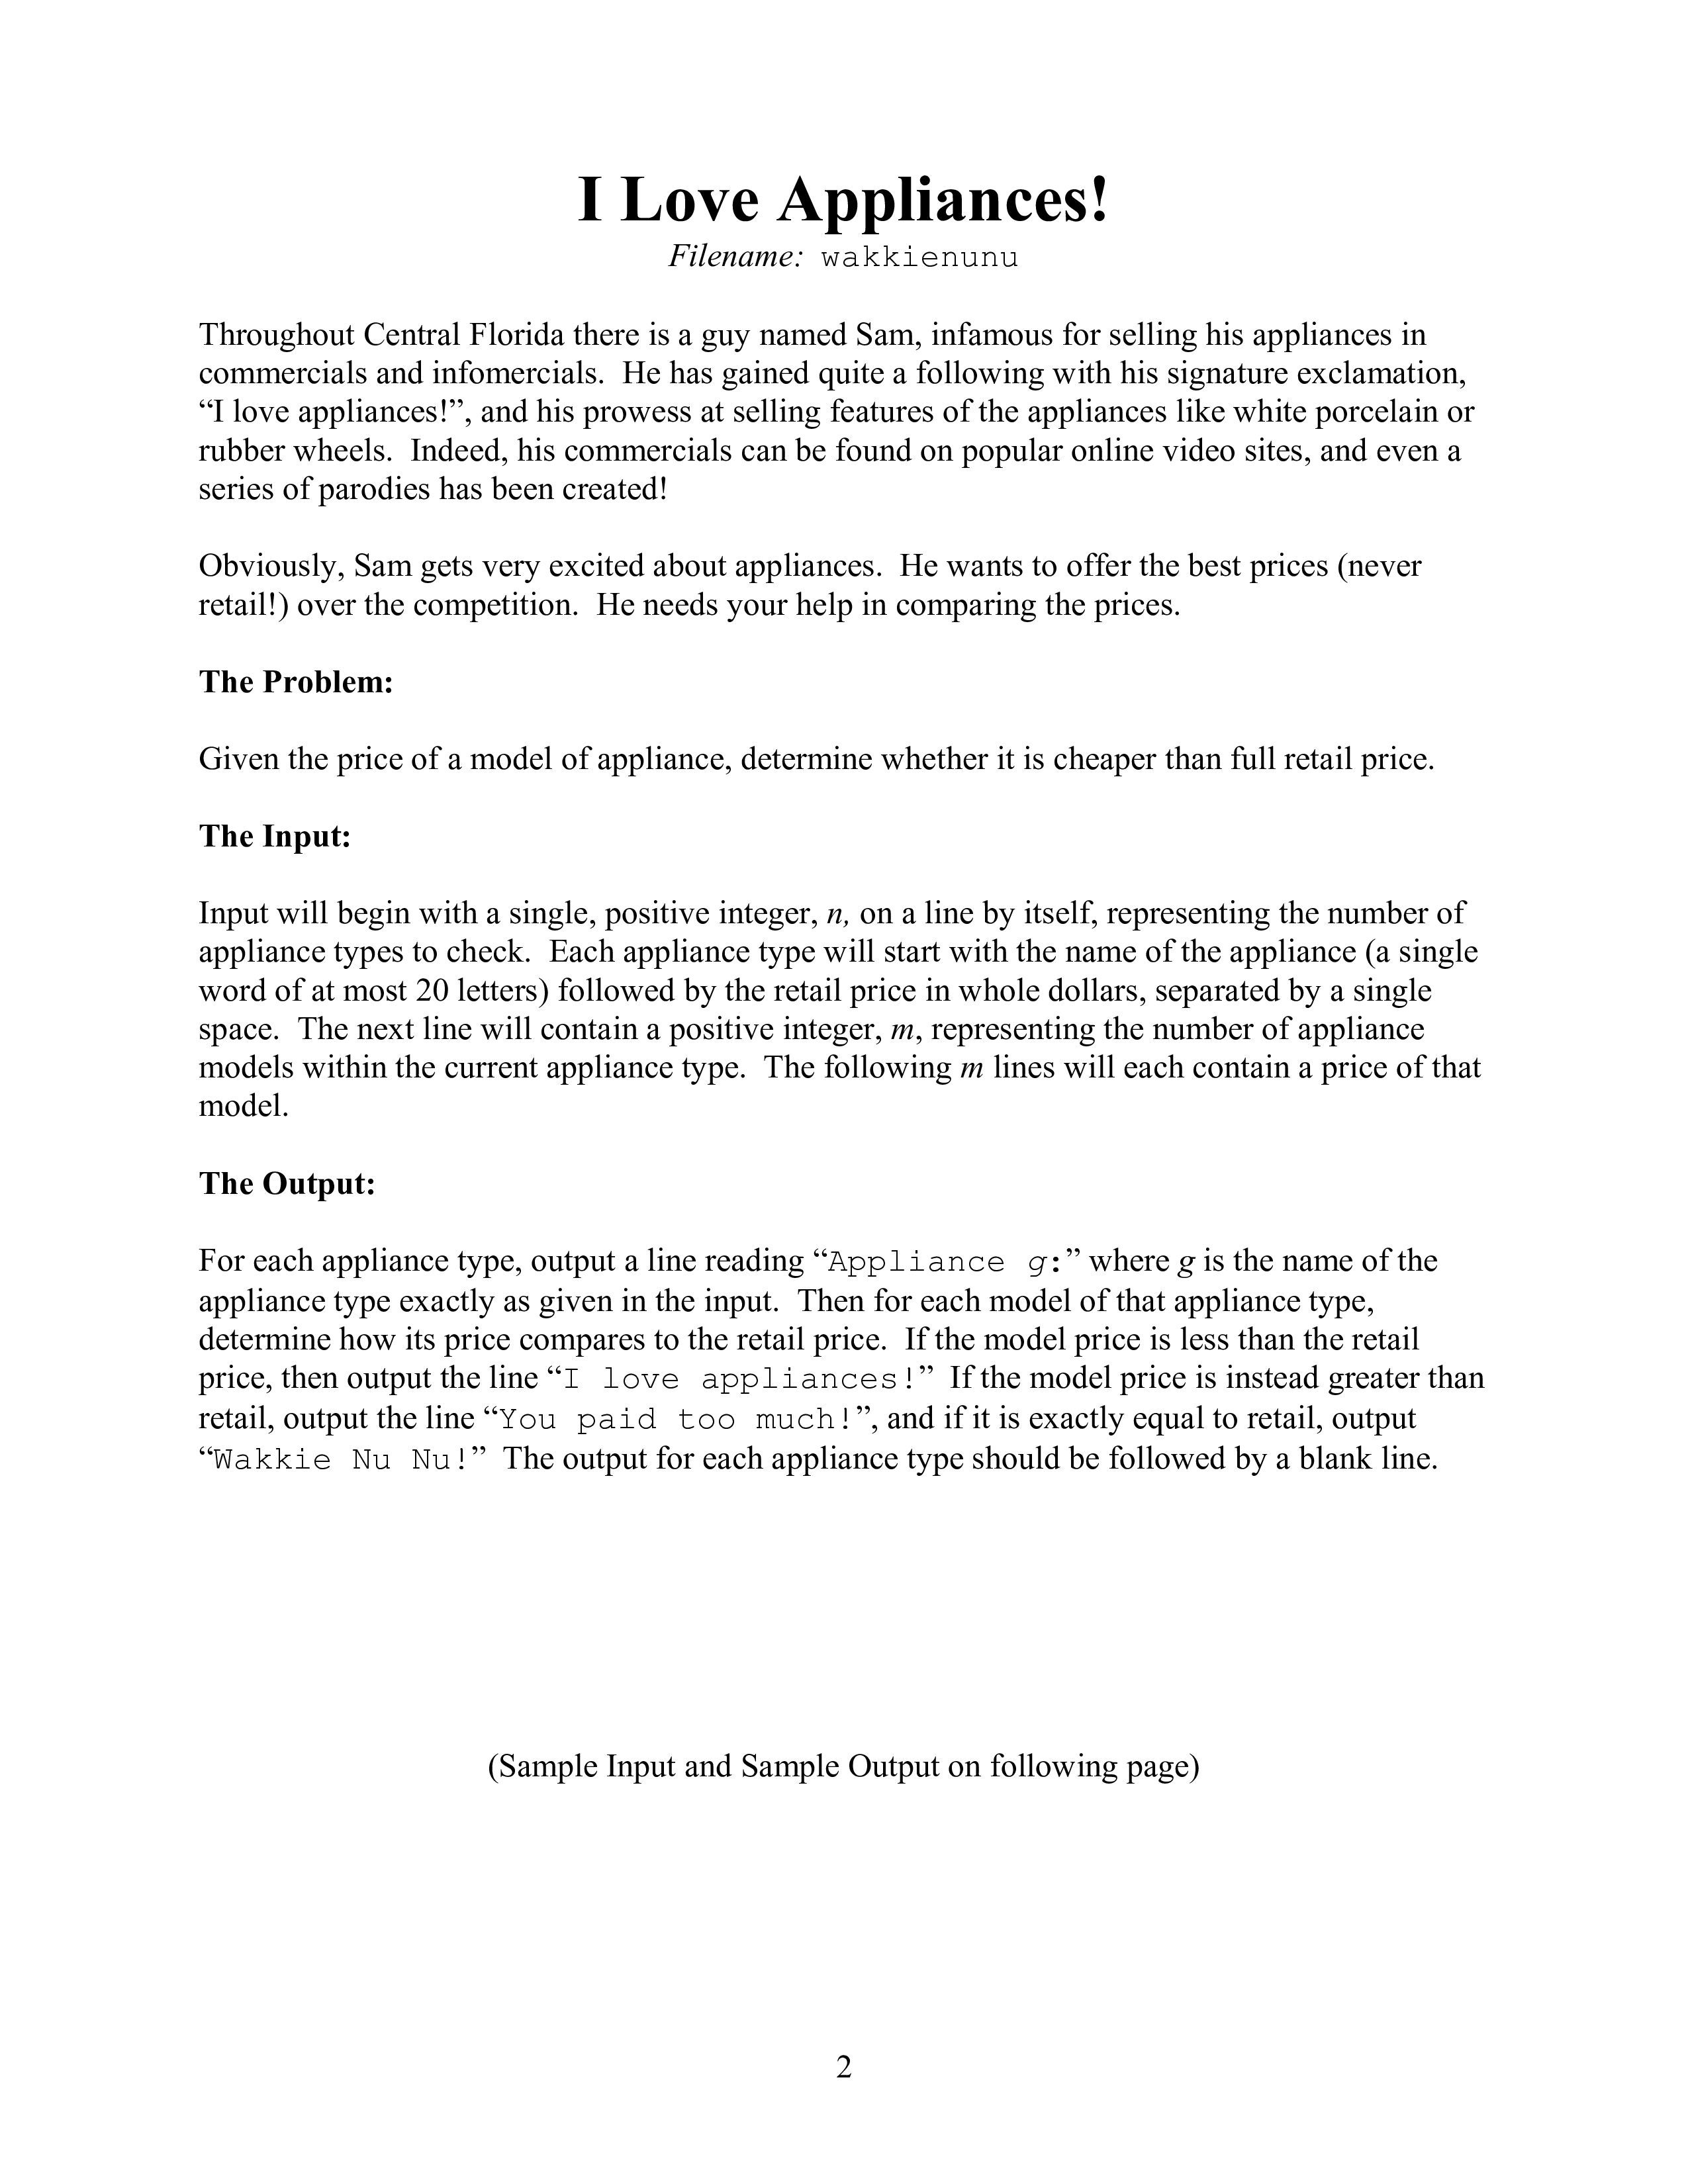 I Love Appliances!
Filename: wakkienunu
Throughout Central Florida there is a guy named Sam, infamous for selling his appliances in
commercials and infomercials.  He has gained quite a following with his signature exclamation,
“I love appliances!”, and his prowess at selling features of the appliances like white porcelain or
rubber wheels.  Indeed, his commercials can be found on popular online video sites, and even a
series of parodies has been created!
Obviously, Sam gets very excited about appliances.  He wants to offer the best prices (never
retail!) over the competition.  He needs your help in comparing the prices.
The Problem:
Given the price of a model of appliance, determine whether it is cheaper than full retail price.
The Input:
Input will begin with a single, positive integer, n, on a line by itself, representing the number of
appliance types to check.  Each appliance type will start with the name of the appliance (a single
word of at most 20 letters) followed by the retail price in whole dollars, separated by a single
space.  The next line will contain a positive integer, m, representing the number of appliance
models within the current appliance type.  The following m lines will each contain a price of that
model.
The Output:
For each appliance type, output a line reading “Appliance g:” where g is the name of the
appliance type exactly as given in the input.  Then for each model of that appliance type,
determine how its price compares to the retail price.  If the model price is less than the retail
price, then output the line “I love appliances!”  If the model price is instead greater than
retail, output the line “You paid too much!”, and if it is exactly equal to retail, output
“Wakkie Nu Nu!”  The output for each appliance type should be followed by a blank line.
(Sample Input and Sample Output on following page)
2